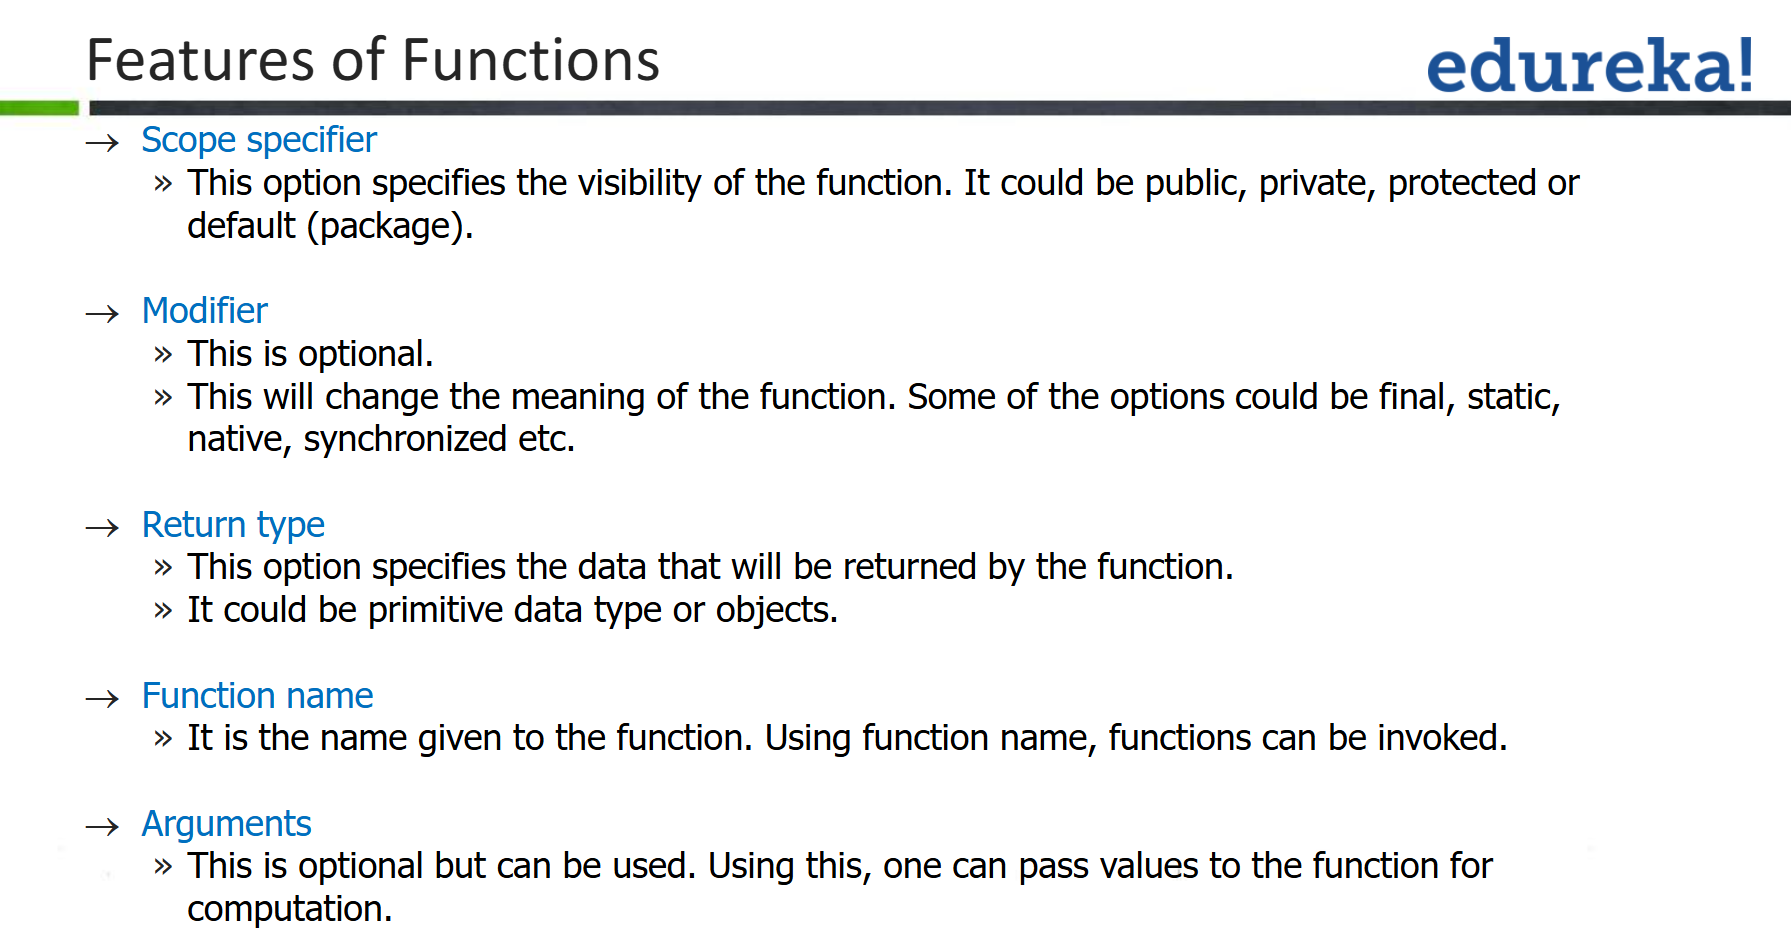 Features of Functions
edureka!
→ Scope specifier
» This option specifies the visibility of the function. It could be public, private, protected or
default (package).
→ Modifier
» This is optional.
» This will change the meaning of the function. Some of the options could be final, static,
native, synchronized etc.
→ Return type
» This option specifies the data that will be returned by the function.
» It could be primitive data type or objects.
→ Function name
» It is the name given to the function. Using function name, functions can be invoked.
→ Arguments
» This is optional but can be used. Using this, one can pass values to the function for
computation.